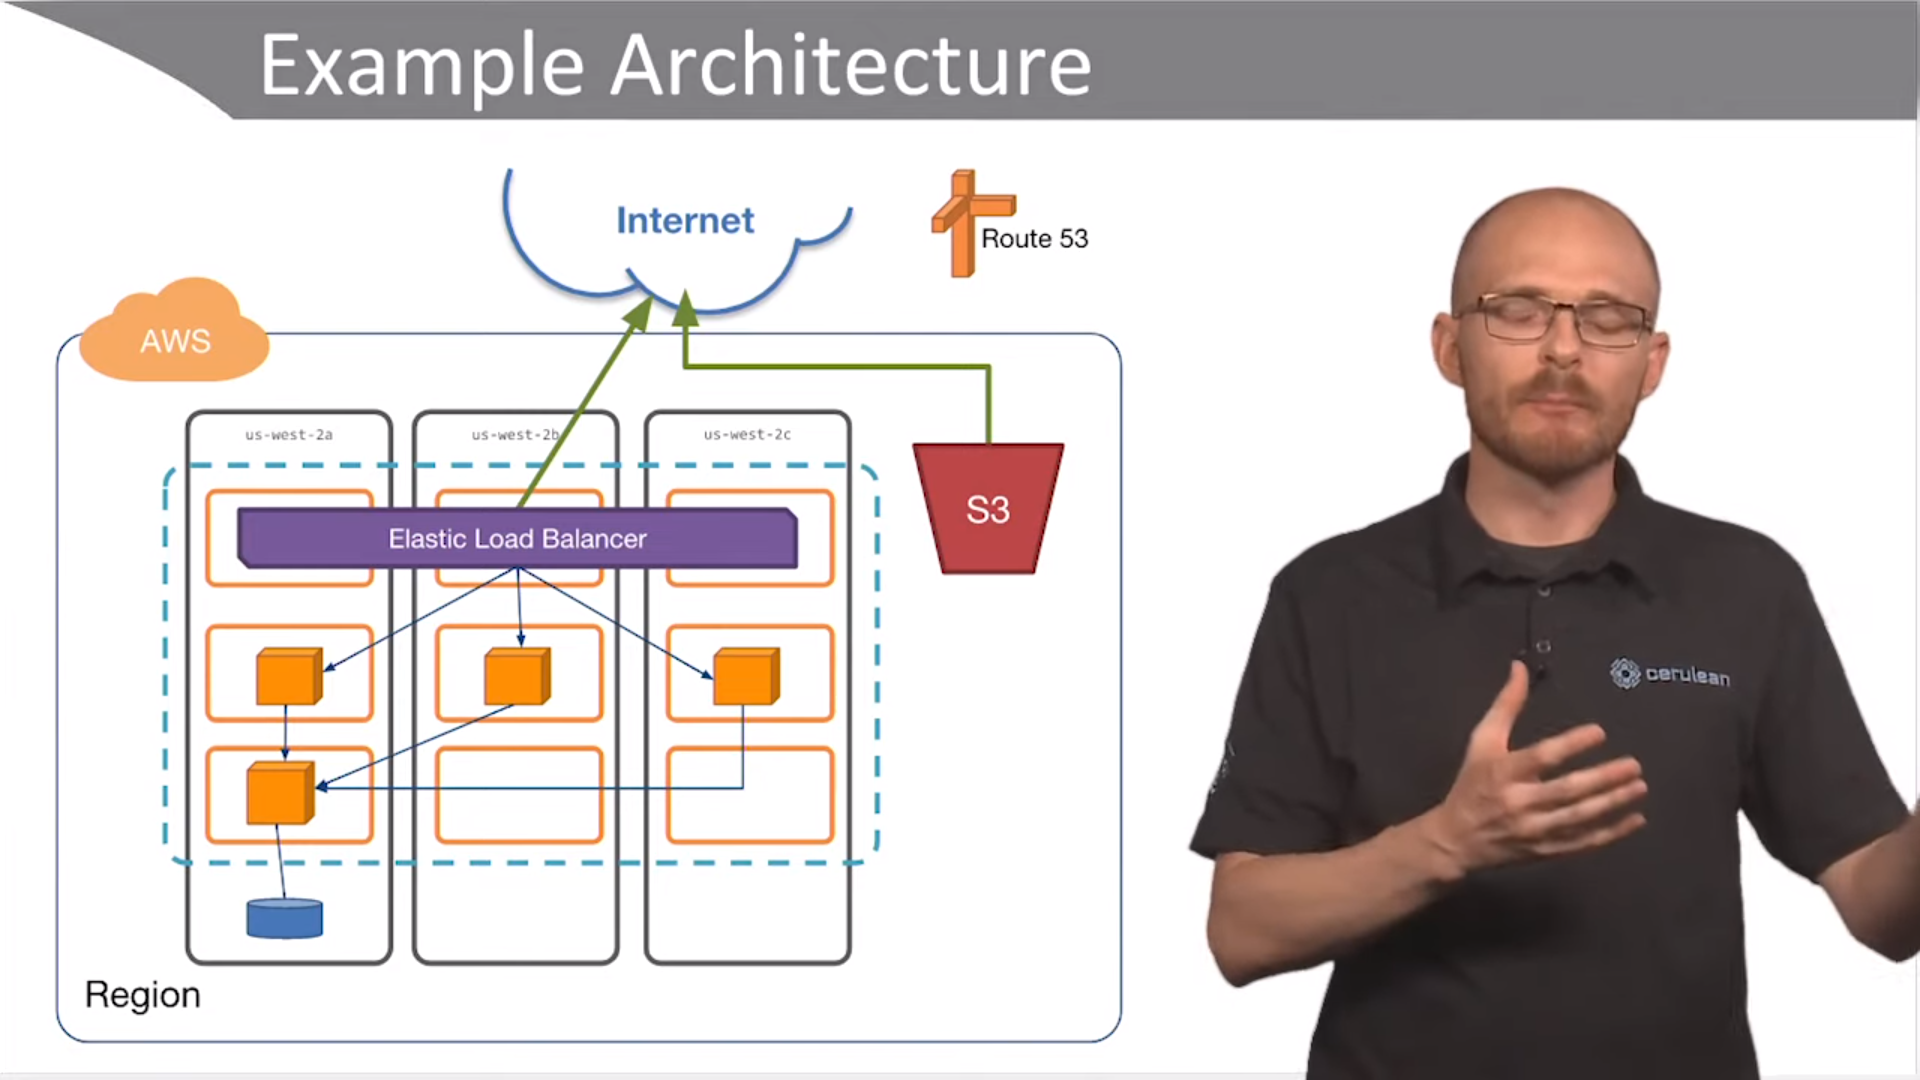 Example Architecture
Internet
Route 53
AWS
us-west-2a
us-west-2b
us-west-2c
Elastic Load Balancer
S3
cerulean
Region